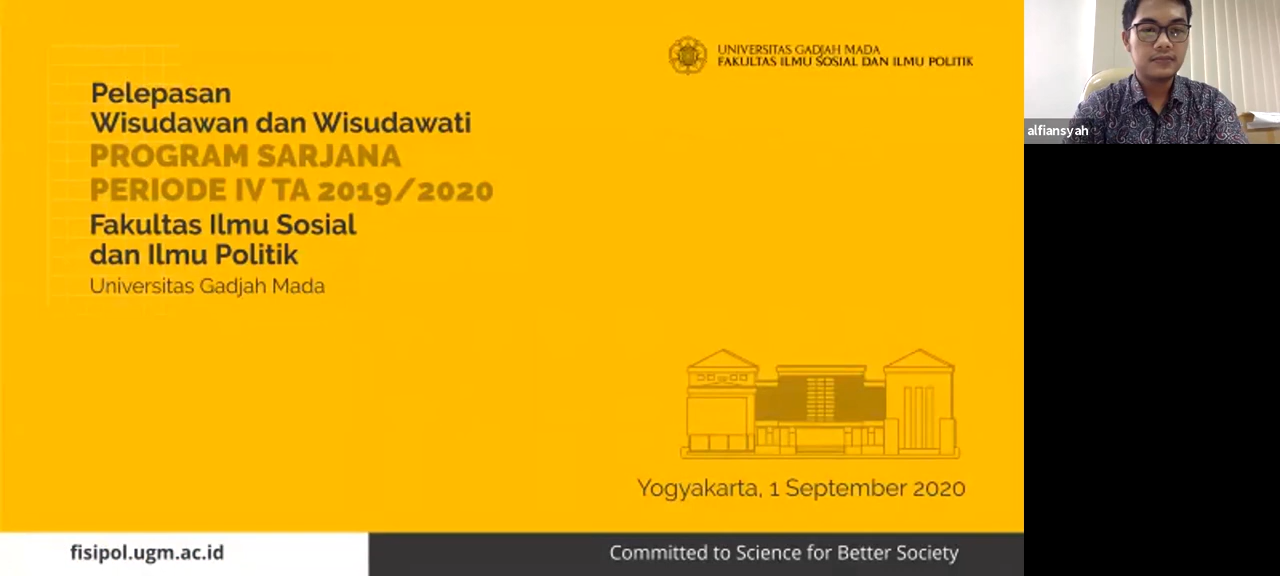 UNIVERSITAS GADJAH MADA
FAKULTAS ILMU SOSIAL DAN ILMU POLITIK
Pelepasan
Wisudawan dan Wisudawati
PROGRAM SARJANA
PERIODE IV TA 2019/2020
Fakultas Ilmu Sosial
dan Ilmu Politik
Universitas Gadjah Mada
Yogyakarta, 1 September 2020
fisipol.ugm.ac.id
Committed to Science for Better Society
alfiansyah